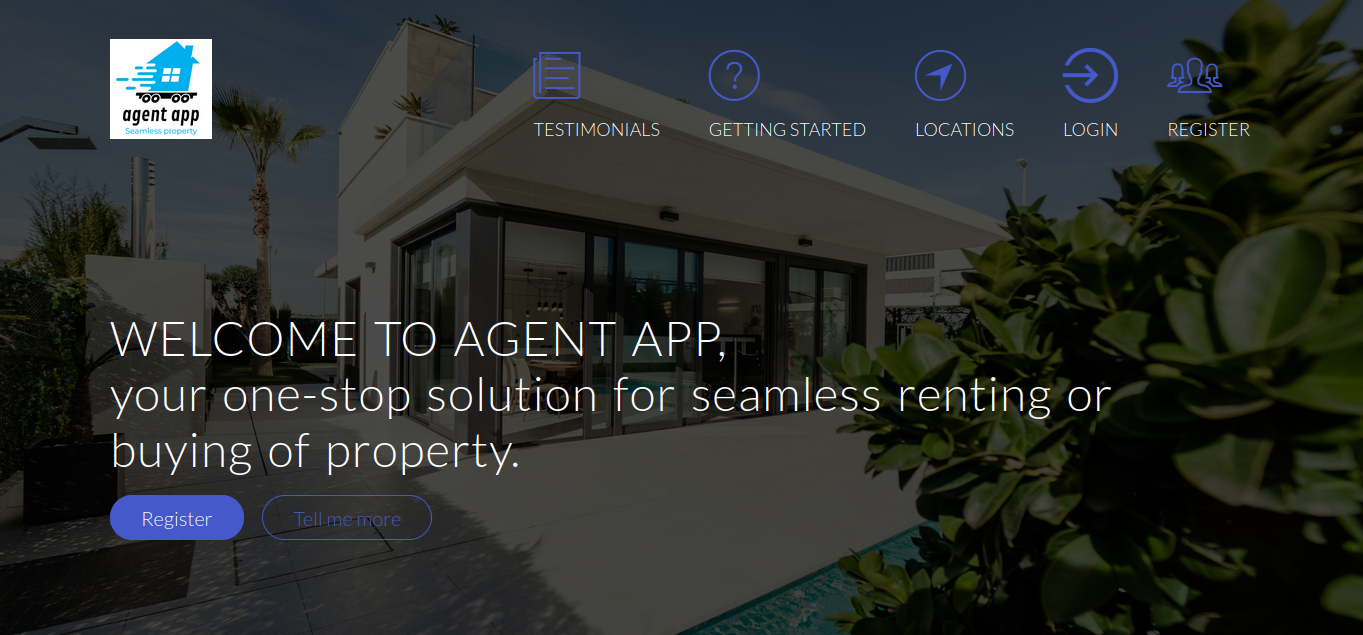 agent app
Seamless property
TESTIMONIALS
GETTING STARTED
LOCATIONS
LOGIN
REGISTER
WELCOME TO AGENT APP,
your one-stop solution for seamless renting or
buying of property.
Register
Tell me more